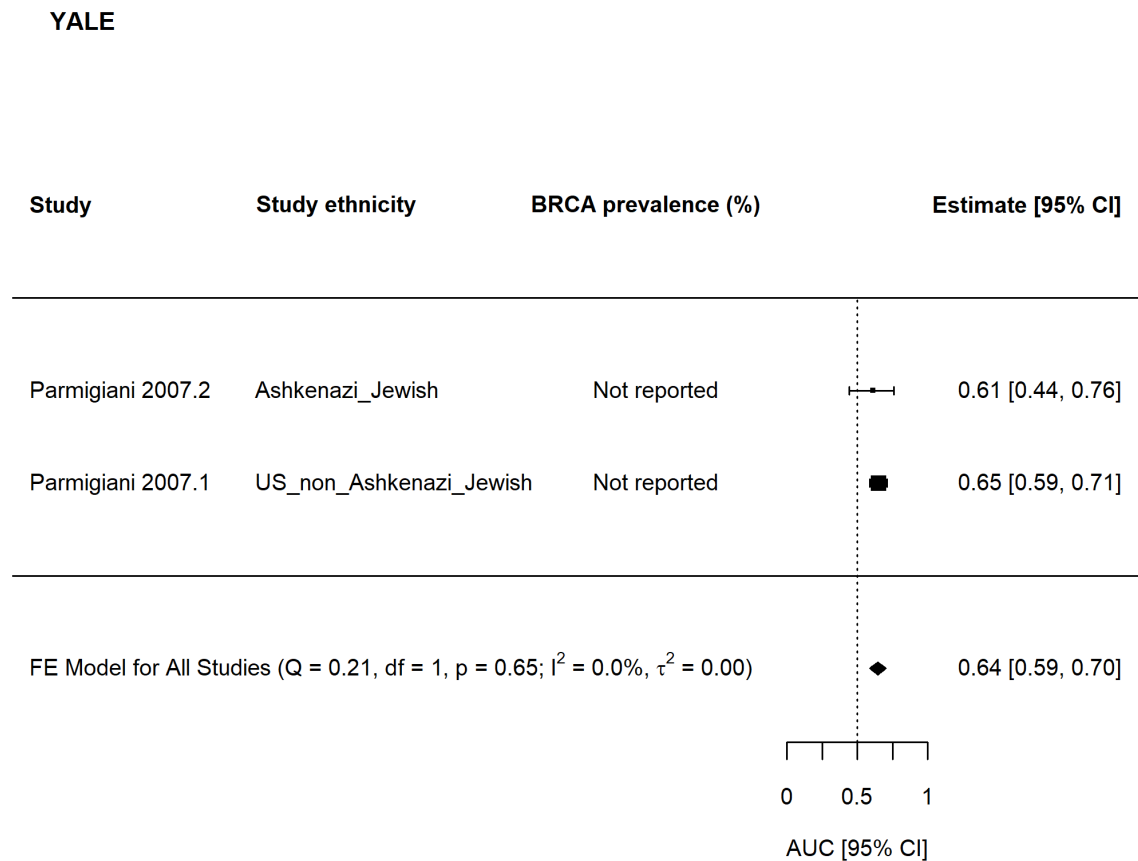 YALE
Study Study ethnicity BRCA prevalence (%) Estimate [95% CI]
Parmigiani 2007.2 Ashkenazi_Jewish Not reported 0.61 [0.44, 0.76]
Parmigiani 2007.1 US_non_Ashkenazi_Jewish Not reported 0.65 [0.59, 0.71]
FE Model for All Studies (Q = 0.21, df = 1, p = 0.65; I² = 0.0%, τ² = 0.00) 0.64 [0.59, 0.70]
0 0.5 1
AUC [95% CI]